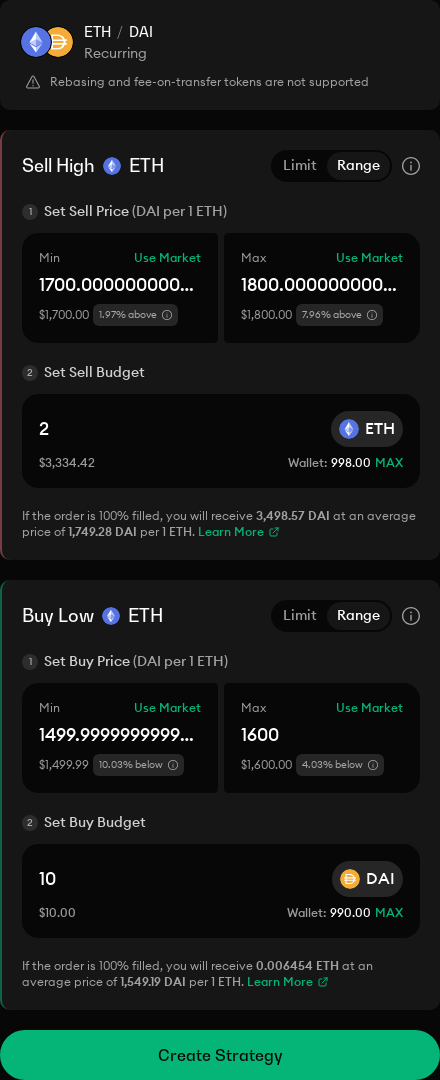 ETH / DAI
Recurring
Rebasing and fee-on-transfer tokens are not supported
Sell High ETH Limit Range
1 Set Sell Price (DAI per 1 ETH)
Min Use Market Max Use Market
1700.000000000... 1800.000000000...
$1,700.00 1.97% above $1,800.00 7.96% above
2 Set Sell Budget
2 ETH
$3,334.42 Wallet: 998.00 MAX
If the order is 100% filled, you will receive 3,498.57 DAI at an average
price of 1,749.28 DAI per 1 ETH. Learn More
Buy Low ETH Limit Range
1 Set Buy Price (DAI per 1 ETH)
Min Use Market Max Use Market
1499.9999999999... 1600
$1,499.99 10.03% below $1,600.00 4.03% below
2 Set Buy Budget
10 DAI
$10.00 Wallet: 990.00 MAX
If the order is 100% filled, you will receive 0.006454 ETH at an
average price of 1,549.19 DAI per 1 ETH. Learn More
Create Strategy